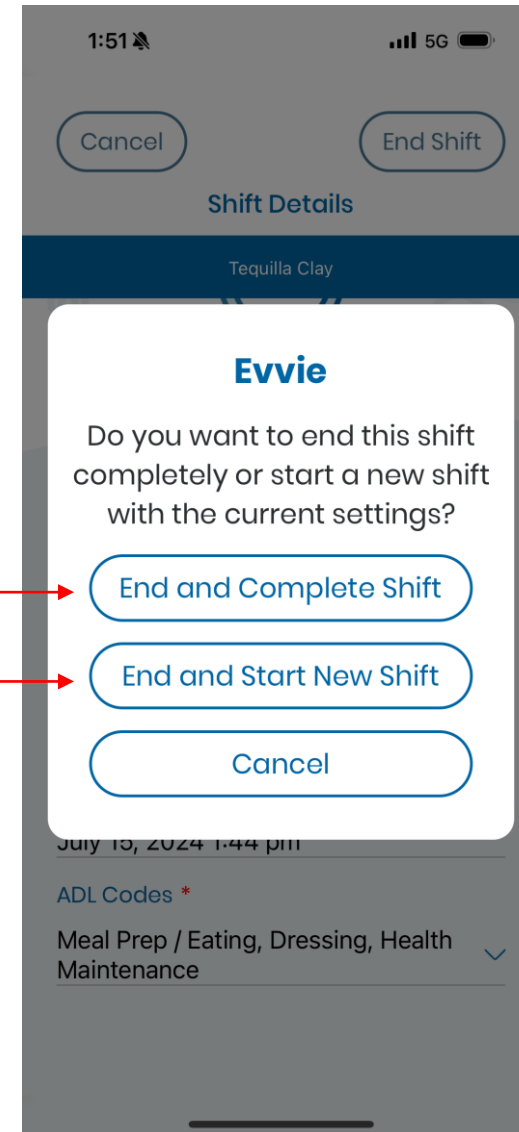 1:51 5G
Cancel End Shift
Shift Details
Tequilla Clay
Evvie
Do you want to end this shift
completely or start a new shift
with the current settings?
End and Complete Shift
End and Start New Shift
Cancel
July 15, 2024 1:44 pm
ADL Codes *
Meal Prep / Eating, Dressing, Health
Maintenance